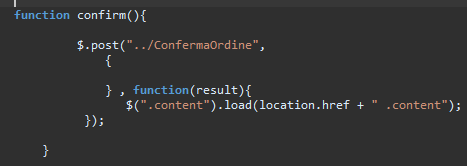 function confirm(){
$.post("../ConfermaOrdine",
{
} , function(result){
$(".content").load(location.href + " .content");
});
}